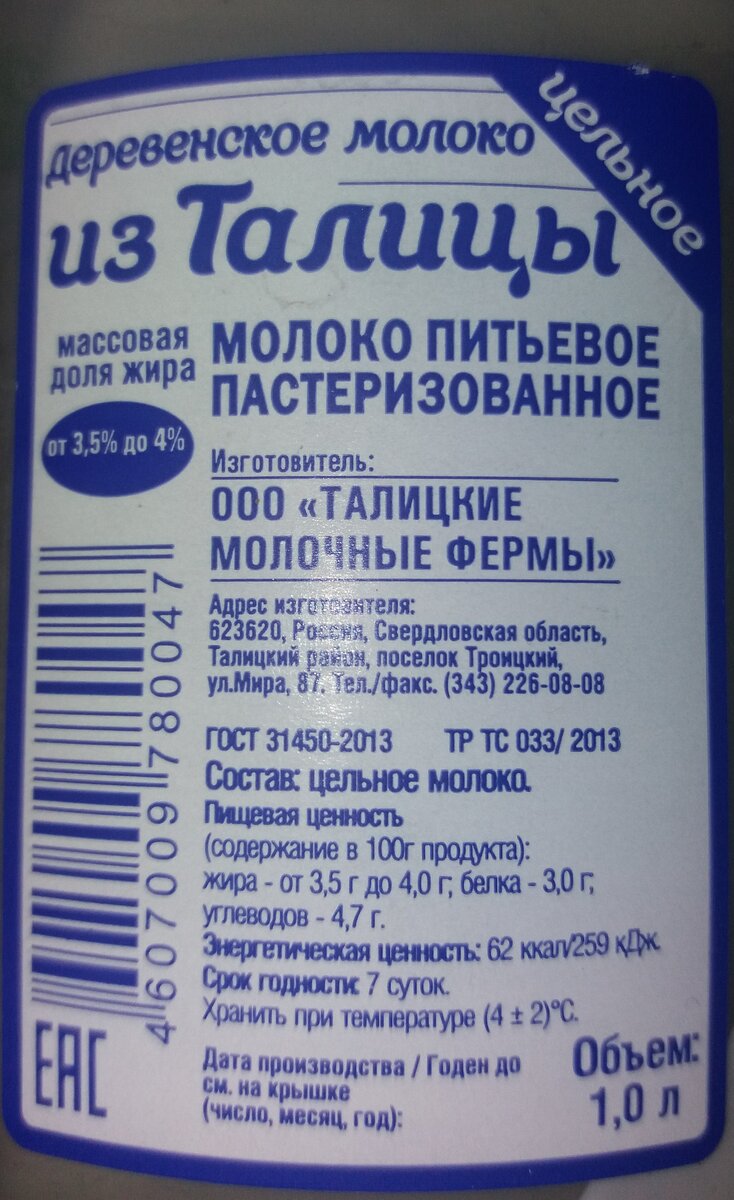 цельное
деревенское молоко
из Талицы
массовая
доля жира
от 3,5% до 4%
МОЛОКО ПИТЬЕВОЕ
ПАСТЕРИЗОВАННОЕ
Изготовитель:
ООО «ТАЛИЦКИЕ
МОЛОЧНЫЕ ФЕРМЫ»
Адрес изготовителя:
623620, Россия, Свердловская область,
Талицкий район, поселок Троицкий,
ул.Мира, 87. Тел./факс. (343) 226-08-08
ГОСТ 31450-2013 ТР ТС 033/ 2013
Состав: цельное молоко.
Пищевая ценность
(содержание в 100г продукта):
жира - от 3,5 г до 4,0 г; белка - 3,0 г;
углеводов - 4,7 г.
Энергетическая ценность: 62 ккал/259 кДж.
Срок годности: 7 суток.
Хранить при температуре (4 ± 2)°С.
Дата производства / Годен до
см. на крышке
(число, месяц, год):
Объем:
1,0 л
4607009780047
EAC